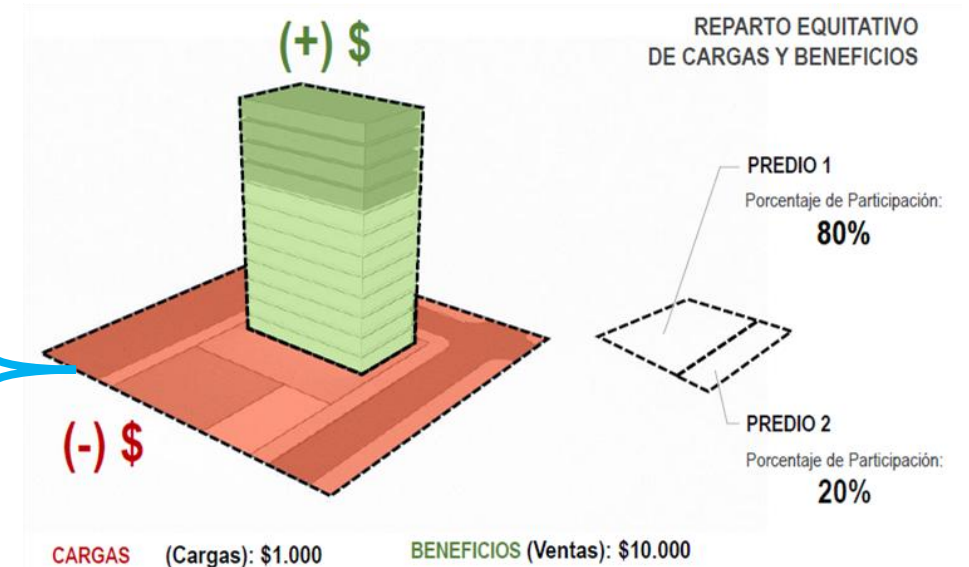 (+) $
REPARTO EQUITATIVO
DE CARGAS Y BENEFICIOS
PREDIO 1
Porcentaje de Participación:
80%
(-) $
PREDIO 2
Porcentaje de Participación:
20%
CARGAS (Cargas): $1.000
BENEFICIOS (Ventas): $10.000